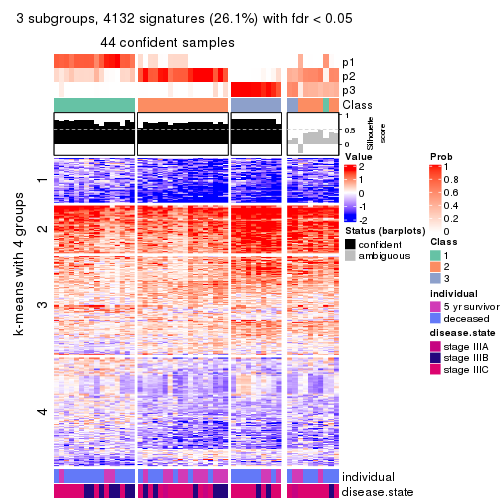 3 subgroups, 4132 signatures (26.1%) with fdr < 0.05
44 confident samples
p1
p2
p3
Class
1
0.5
0
Silhouette
score
k-means with 4 groups
1
2
3
4
individual
disease.state
Value
2
1
0
-1
-2
Status (barplots)
confident
ambiguous
Prob
1
0.8
0.6
0.4
0.2
0
Class
1
2
3
individual
5 yr survivor
deceased
disease.state
stage IIIA
stage IIIB
stage IIIC